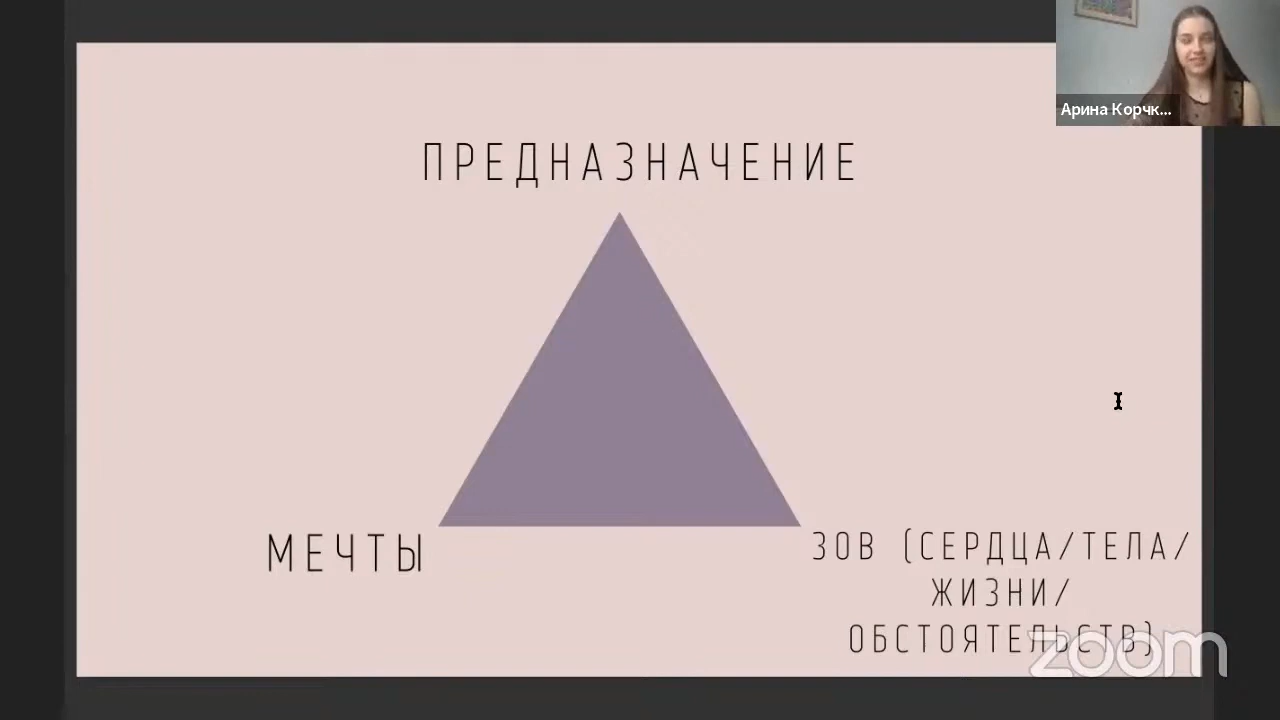 Арина Корчк...
ПРЕДНАЗНАЧЕНИЕ
МЕЧТЫ
ЗОВ (СЕРДЦА/ТЕЛА/
ЖИЗНИ/
ОБСТОЯТЕЛЬСТВ)
zoom